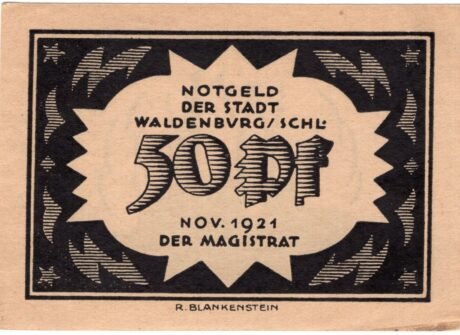 NOTGELD
DER STADT
WALDENBURG/SCHL:
50 Pf
NOV. 1921
DER MAGISTRAT
R. BLANKENSTEIN